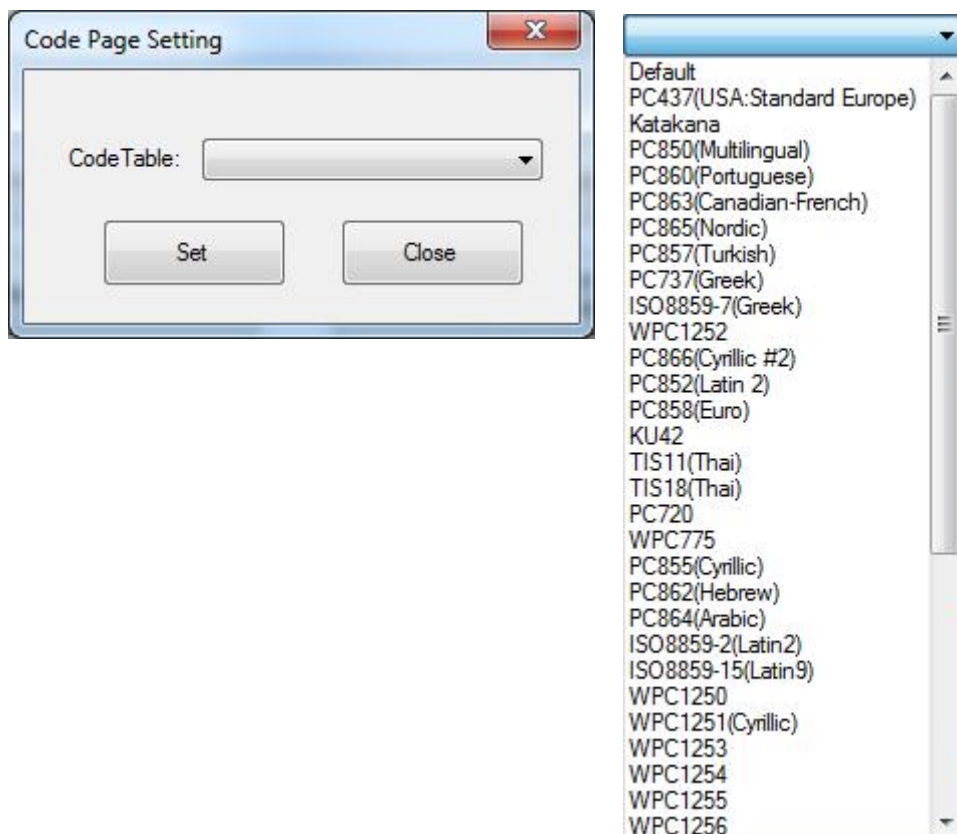 Code Page Setting
CodeTable:
Set
Close
Default
PC437(USA:Standard Europe)
Katakana
PC850(Multilingual)
PC860(Portuguese)
PC863(Canadian-French)
PC865(Nordic)
PC857(Turkish)
PC737(Greek)
ISO8859-7(Greek)
WPC1252
PC866(Cyrillic #2)
PC852(Latin 2)
PC858(Euro)
KU42
TIS11(Thai)
TIS18(Thai)
PC720
WPC775
PC855(Cyrillic)
PC862(Hebrew)
PC864(Arabic)
ISO8859-2(Latin2)
ISO8859-15(Latin9)
WPC1250
WPC1251(Cyrillic)
WPC1253
WPC1254
WPC1255
WPC1256